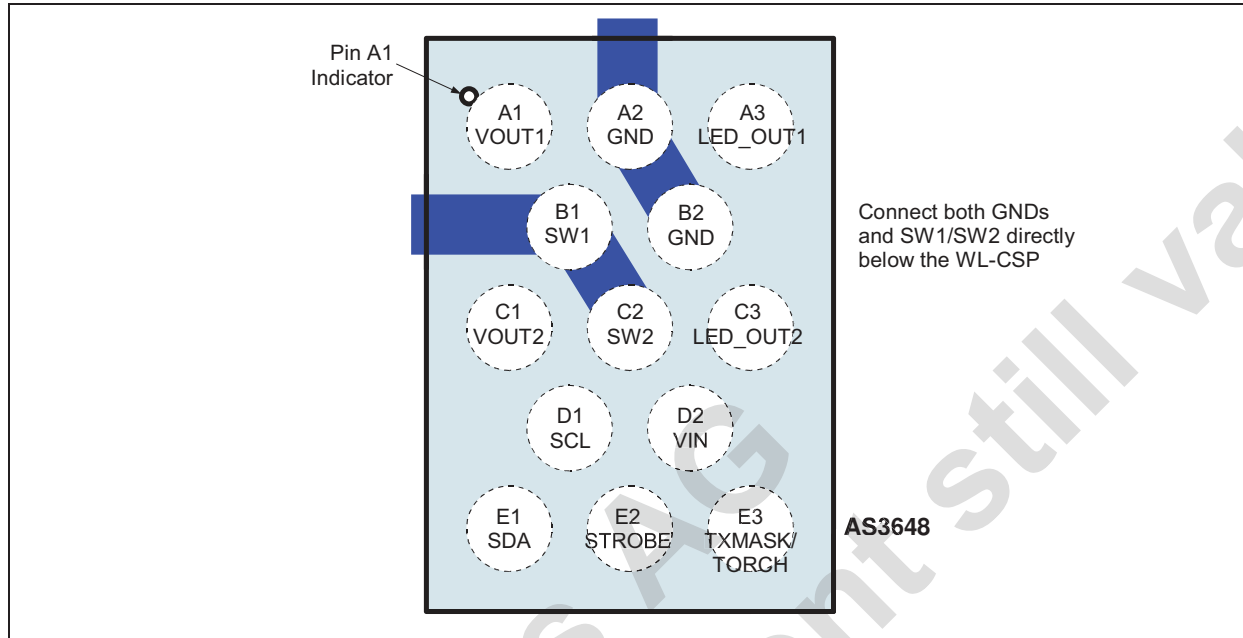 Pin A1
Indicator
A1
VOUT1
A2
GND
A3
LED_OUT1
B1
SW1
B2
GND
Connect both GNDs
and SW1/SW2 directly
below the WL-CSP
C1
VOUT2
C2
SW2
C3
LED_OUT2
D1
SCL
D2
VIN
E1
SDA
E2
STROBE
E3
TXMASK/
TORCH
AS3648
AG
still